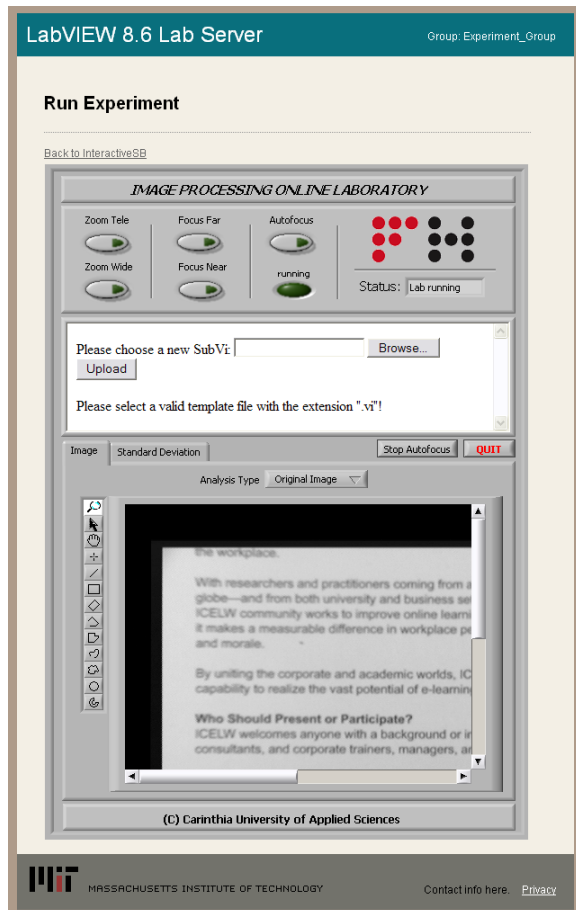 LabVIEW 8.6 Lab Server
Group: Experiment_Group
Run Experiment
Back to InteractiveSB
IMAGE PROCESSING ONLINE LABORATORY
Zoom Tele
Focus Far
Autofocus
Zoom Wide
Focus Near
running
Status: Lab running
Please choose a new SubVi: Browse...
Upload
Please select a valid template file with the extension ".vi"!
Image
Standard Deviation
Stop Autofocus
QUIT
Analysis Type Original Image
the workplace.
With researchers and practitioners coming from a
globe—and from both university and business se
ICELW community works to improve online learni
it makes a measurable difference in workplace pe
and morale.
By uniting the corporate and academic worlds, IC
capability to realize the vast potential of e-learnin
Who Should Present or Participate?
ICELW welcomes anyone with a background or in
consultants, and corporate trainers, managers, an
(C) Carinthia University of Applied Sciences
MASSACHUSETTS INSTITUTE OF TECHNOLOGY
Contact info here. Privacy